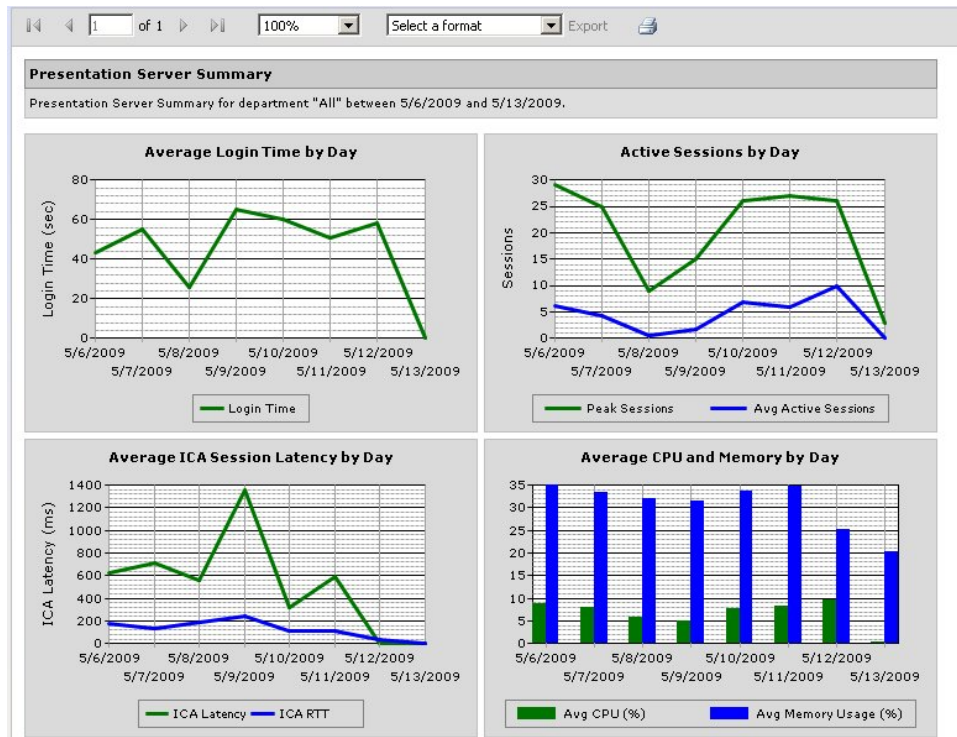 1 of 1 100% Select a format Export
Presentation Server Summary
Presentation Server Summary for department "All" between 5/6/2009 and 5/13/2009.
Average Login Time by Day
Login Time (sec)
80
60
40
20
0
5/6/2009 5/8/2009 5/10/2009 5/12/2009
5/7/2009 5/9/2009 5/11/2009 5/13/2009
Login Time
Active Sessions by Day
Sessions
30
25
20
15
10
5
0
5/6/2009 5/8/2009 5/10/2009 5/12/2009
5/7/2009 5/9/2009 5/11/2009 5/13/2009
Peak Sessions Avg Active Sessions
Average ICA Session Latency by Day
ICA Latency (ms)
1400
1200
1000
800
600
400
200
0
5/6/2009 5/8/2009 5/10/2009 5/12/2009
5/7/2009 5/9/2009 5/11/2009 5/13/2009
ICA Latency ICA RTT
Average CPU and Memory by Day
35
30
25
20
15
10
5
0
5/6/2009 5/8/2009 5/10/2009 5/12/2009
5/7/2009 5/9/2009 5/11/2009 5/13/2009
Avg CPU (%) Avg Memory Usage (%)